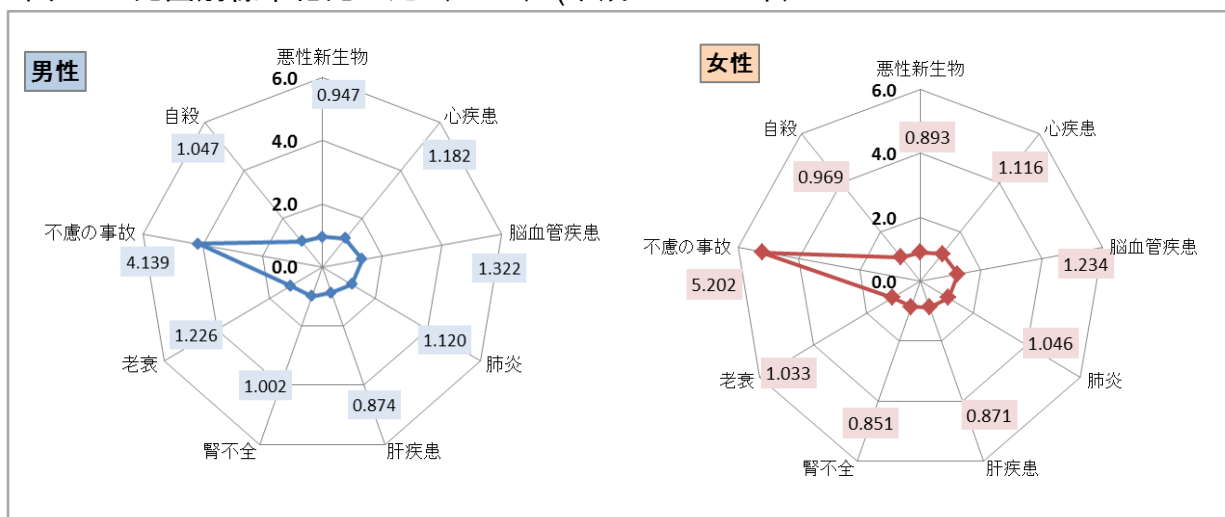 男性
悪性新生物
6.0
0.947
自殺
心疾患
1.047
1.182
4.0
2.0
不慮の事故
脳血管疾患
4.139
1.322
0.0
1.226
1.120
老衰
肺炎
1.002
0.874
腎不全
肝疾患
女性
悪性新生物
6.0
0.893
自殺
心疾患
0.969
1.116
4.0
2.0
不慮の事故
脳血管疾患
5.202
1.234
0.0
1.033
1.046
老衰
肺炎
0.851
0.871
腎不全
肝疾患